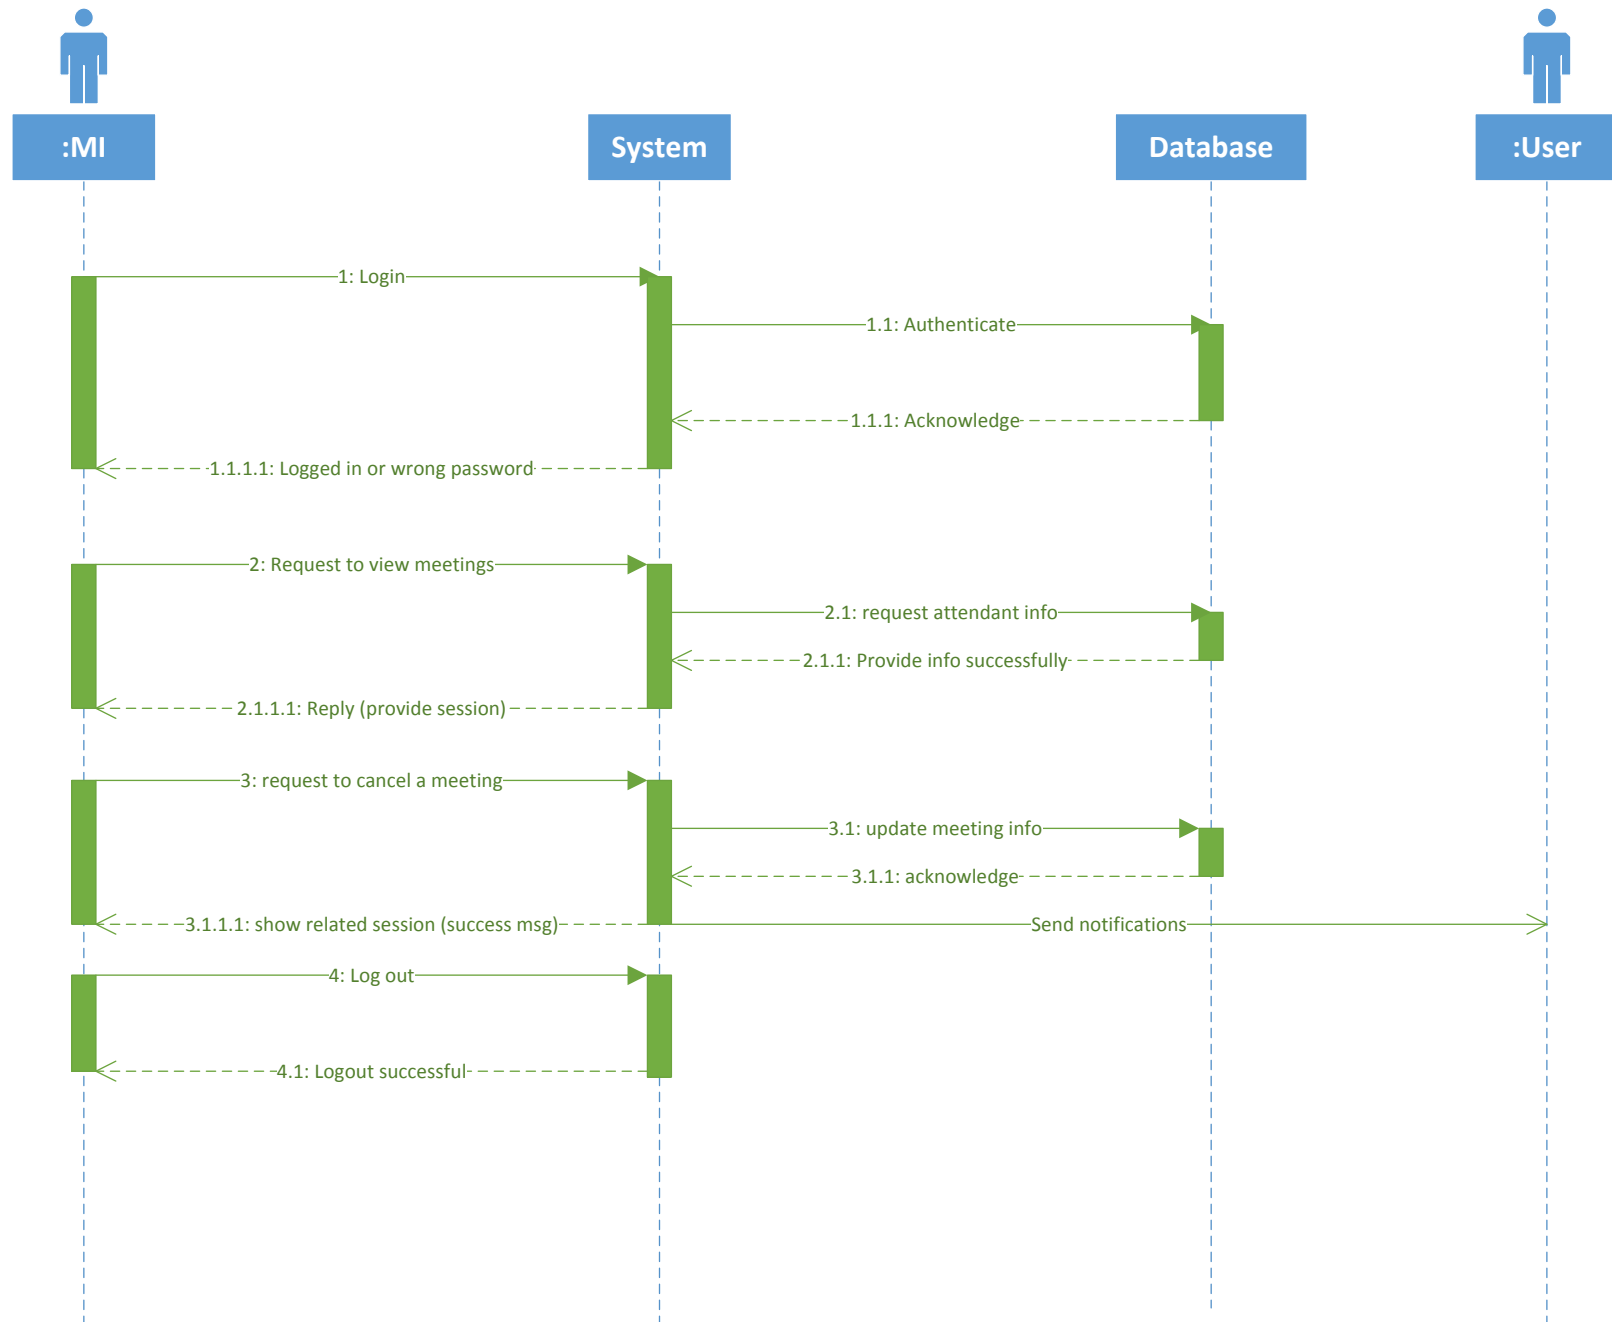 :MI
System
Database
:User
1: Login
1.1: Authenticate
1.1.1: Acknowledge
1.1.1.1: Logged in or wrong password
2: Request to view meetings
2.1: request attendant info
2.1.1: Provide info successfully
2.1.1.1: Reply (provide session)
3: request to cancel a meeting
3.1: update meeting info
3.1.1: acknowledge
3.1.1.1: show related session (success msg)
Send notifications
4: Log out
4.1: Logout successful